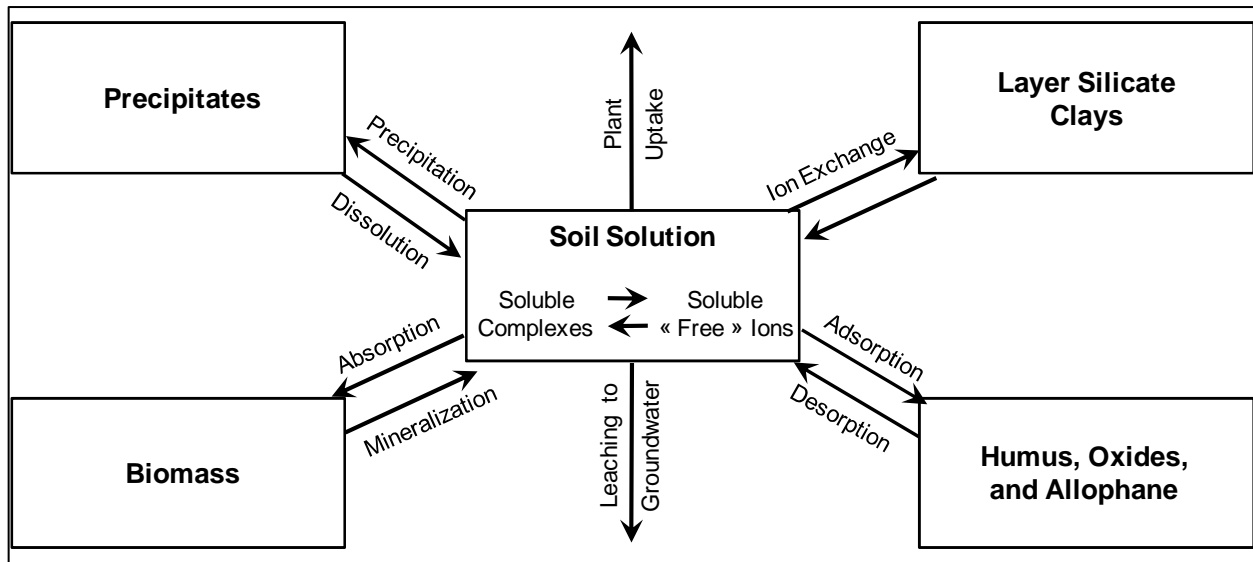 Precipitates
Precipitation
Dissolution
Plant
Uptake
Layer Silicate
Clays
Ion Exchange
Soil Solution
Soluble
Complexes
Soluble
« Free » Ions
Absorption
Mineralization
Biomass
Leaching to
Groundwater
Adsorption
Desorption
Humus, Oxides,
and Allophane